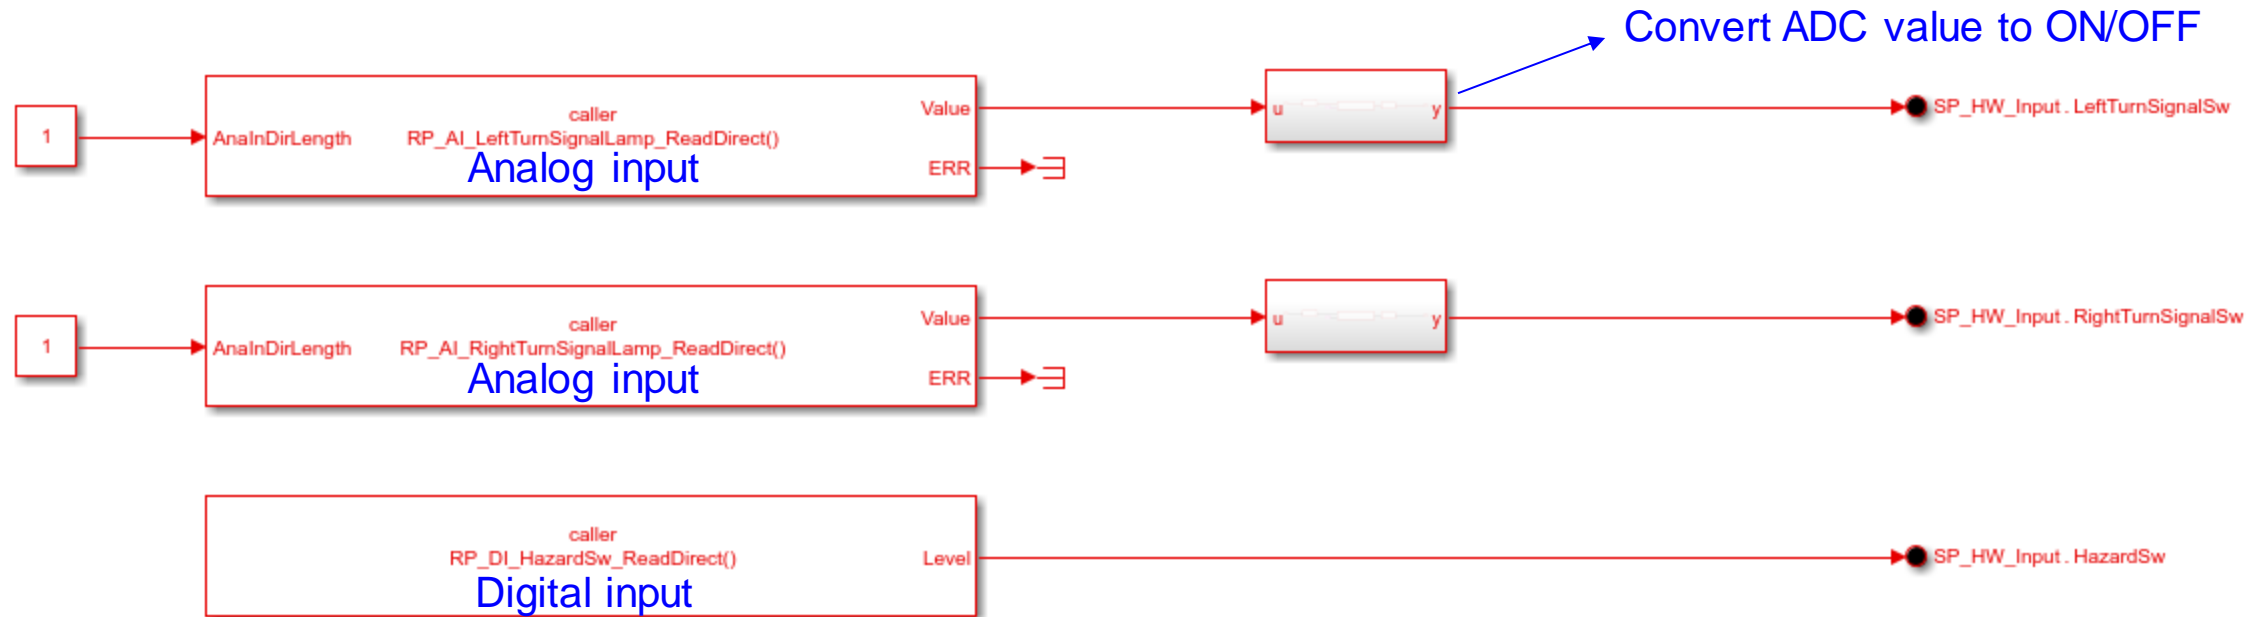 Convert ADC value to ON/OFF
1
AnaInDirLength
caller
RP_AI_LeftTurnSignalLamp_ReadDirect()
Analog input
Value
ERR
u
y
SP_HW_Input . LeftTurnSignalSw
1
AnaInDirLength
caller
RP_AI_RightTurnSignalLamp_ReadDirect()
Analog input
Value
ERR
u
y
SP_HW_Input . RightTurnSignalSw
caller
RP_DI_HazardSw_ReadDirect()
Digital input
Level
SP_HW_Input . HazardSw